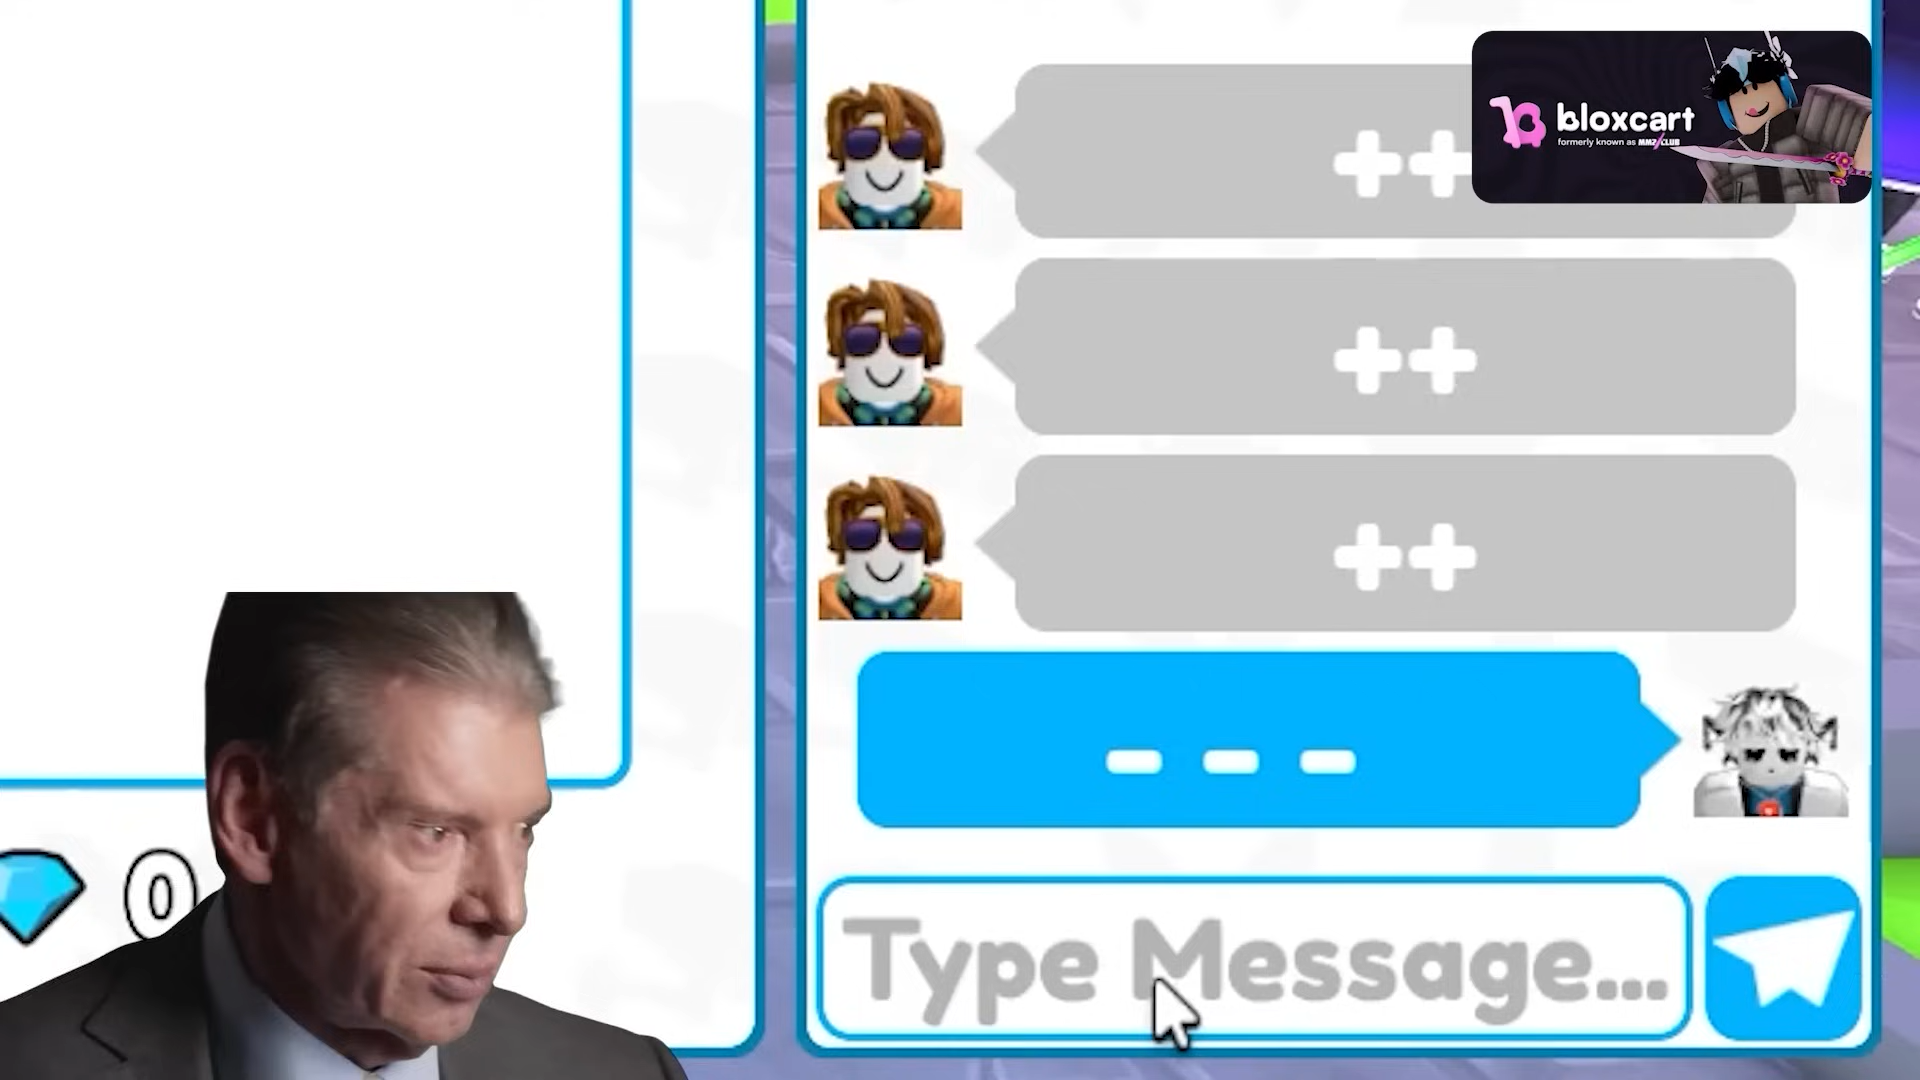 ++
bloxcart
formerly known as MM2/CLUB
++
++
- - -
0
Type Message...